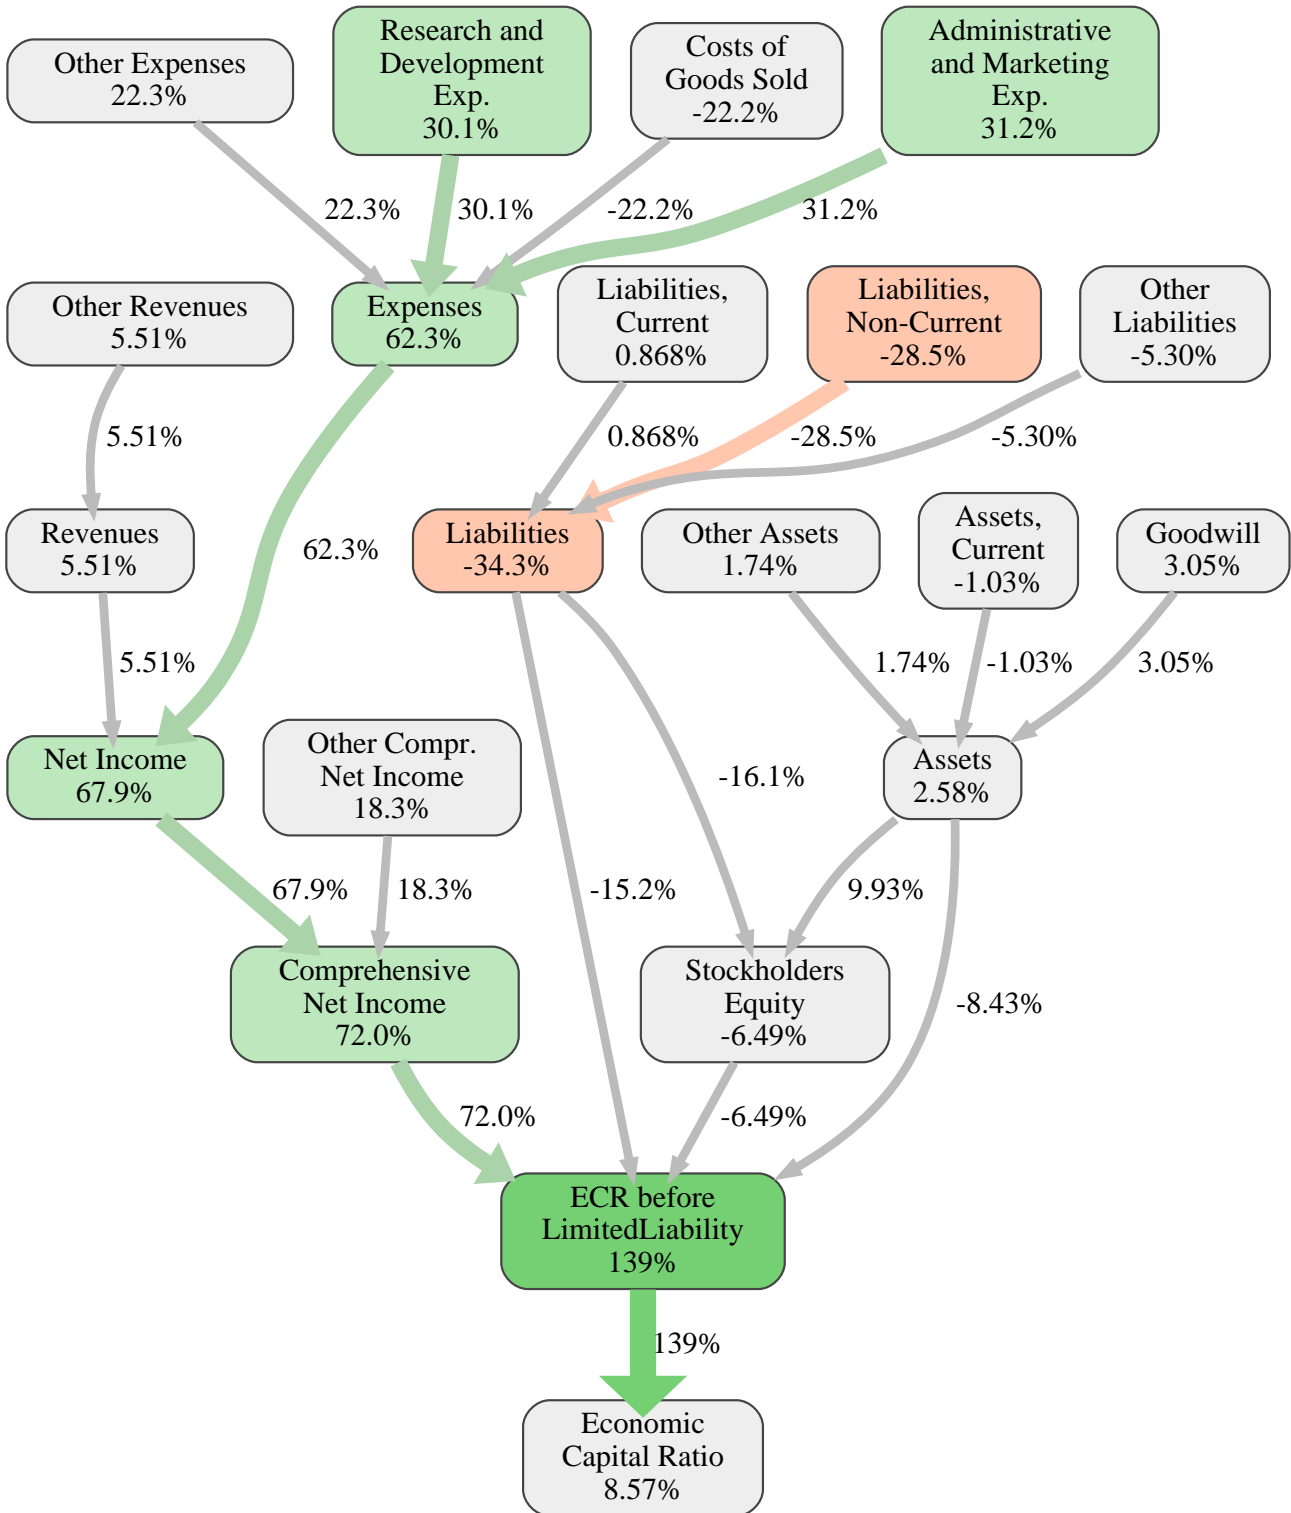 Other Expenses
22.3%
Research and
Development
Exp.
30.1%
Costs of
Goods Sold
-22.2%
Administrative
and Marketing
Exp.
31.2%
22.3%
30.1%
-22.2%
31.2%
Other Revenues
5.51%
Expenses
62.3%
Liabilities,
Current
0.868%
Liabilities,
Non-Current
-28.5%
Other
Liabilities
-5.30%
5.51%
0.868%
-28.5%
-5.30%
Revenues
5.51%
62.3%
Liabilities
-34.3%
Other Assets
1.74%
Assets,
Current
-1.03%
Goodwill
3.05%
5.51%
1.74%
-1.03%
3.05%
Net Income
67.9%
Other Compr.
Net Income
18.3%
-16.1%
Assets
2.58%
67.9%
18.3%
-15.2%
9.93%
Comprehensive
Net Income
72.0%
Stockholders
Equity
-6.49%
-8.43%
72.0%
-6.49%
ECR before
LimitedLiability
139%
139%
Economic
Capital Ratio
8.57%